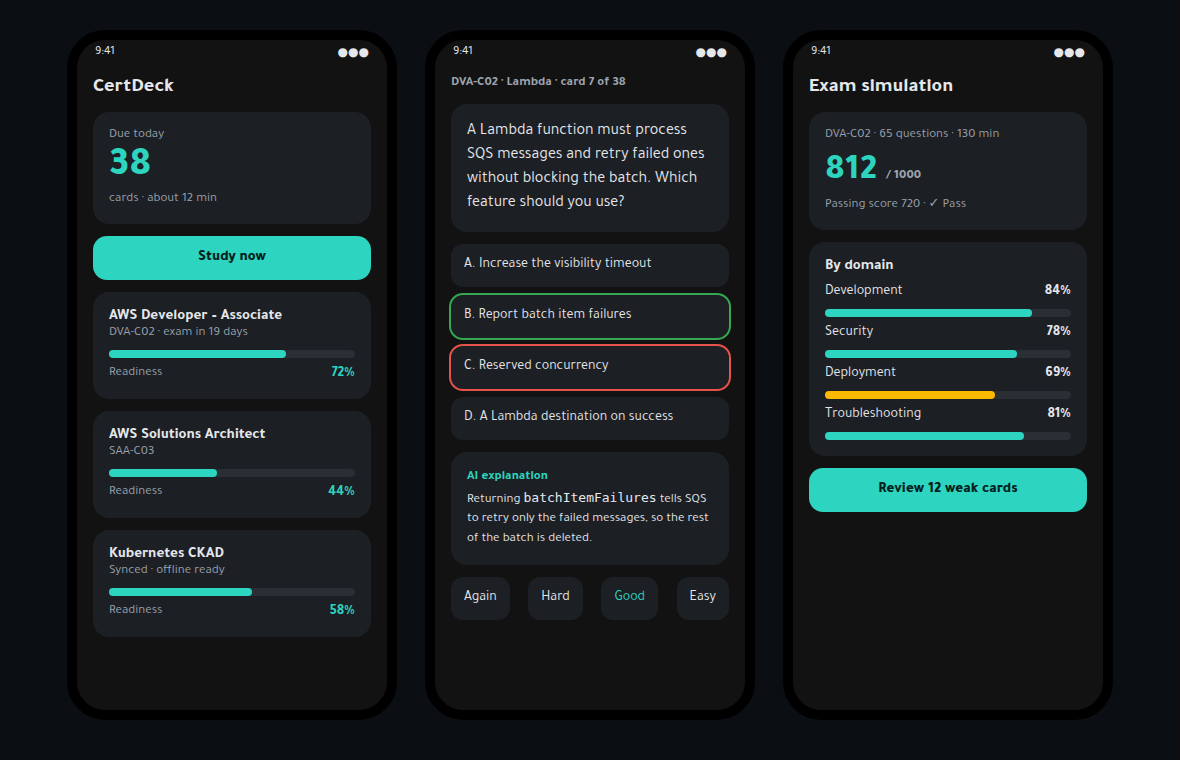 9:41
CertDeck
Due today
38
cards · about 12 min
Study now
AWS Developer - Associate
DVA-C02 · exam in 19 days
Readiness 72%
AWS Solutions Architect
SAA-C03
Readiness 44%
Kubernetes CKAD
Synced · offline ready
Readiness 58%
9:41
DVA-C02 · Lambda · card 7 of 38
A Lambda function must process
SQS messages and retry failed ones
without blocking the batch. Which
feature should you use?
A. Increase the visibility timeout
B. Report batch item failures
C. Reserved concurrency
D. A Lambda destination on success
AI explanation
Returning batchItemFailures tells SQS
to retry only the failed messages, so the rest
of the batch is deleted.
Again Hard Good Easy
9:41
Exam simulation
DVA-C02 · 65 questions · 130 min
812 / 1000
Passing score 720 · ✓ Pass
By domain
Development 84%
Security 78%
Deployment 69%
Troubleshooting 81%
Review 12 weak cards